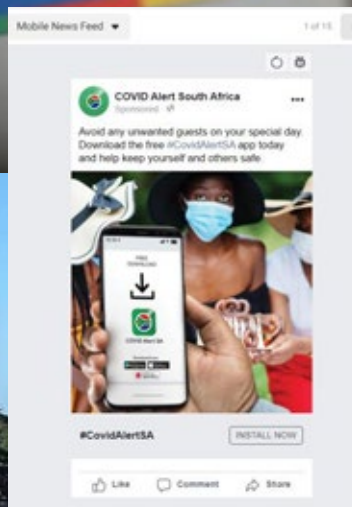 Mobile News Feed
1 of 15
COVID Alert South Africa
Sponsored
Avoid any unwanted guests on your special day.
Download the free #CovidAlertSA app today
and help keep yourself and others safe.
FREE
DOWNLOAD
COVID Alert SA
#CovidAlertSA
INSTALL NOW
Like
Comment
Share